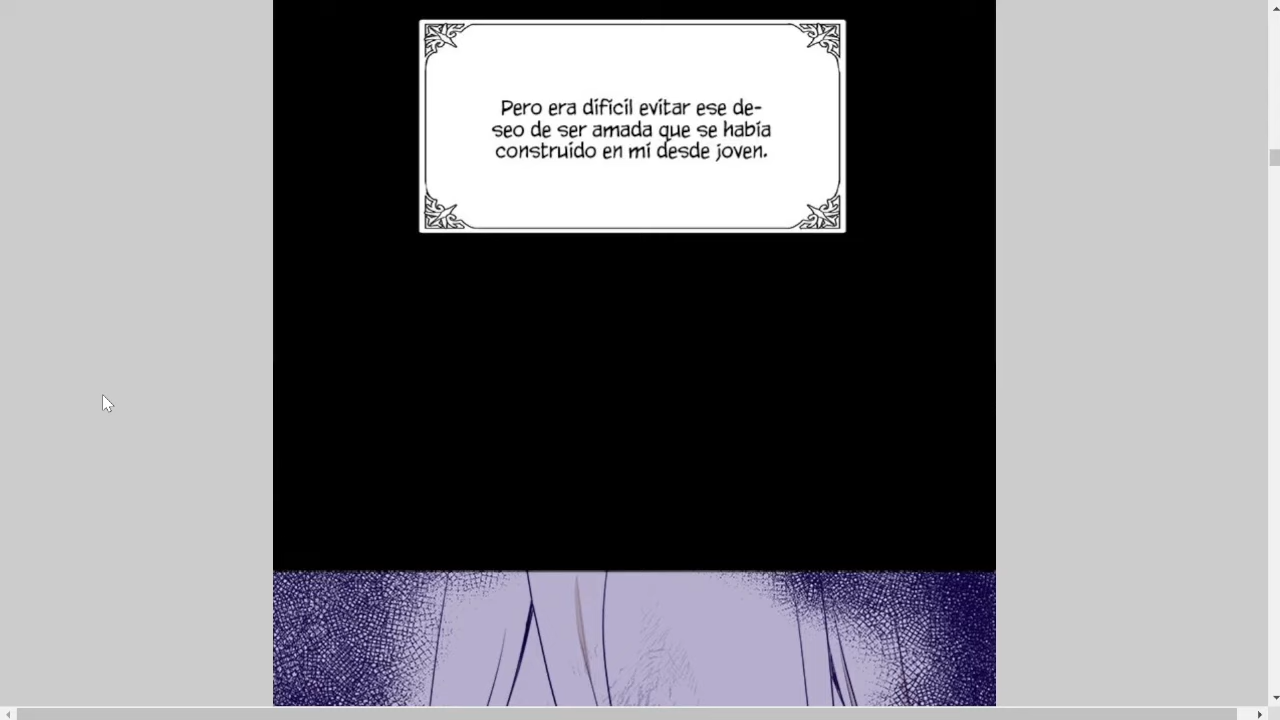 Pero era difícil evitar ese de-
seo de ser amada que se había
construido en mí desde joven.